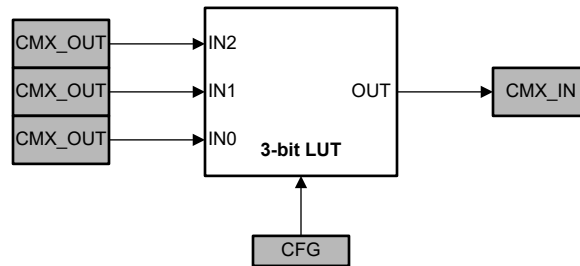 CMX_OUT IN2
CMX_OUT IN1 OUT CMX_IN
CMX_OUT IN0
3-bit LUT
CFG